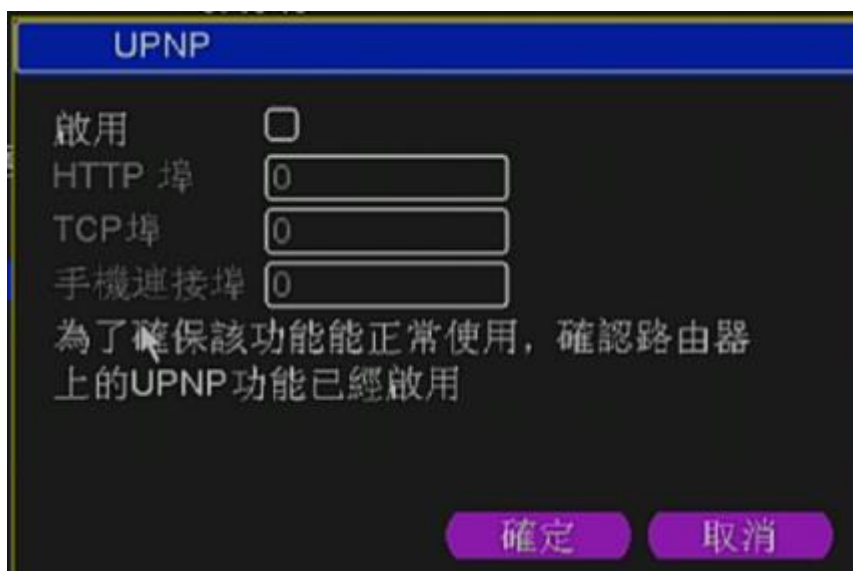 UPNP
啟用
HTTP 埠 0
TCP埠 0
手機連接埠 0
為了確保該功能能正常使用，確認路由器
上的UPNP功能已經啟用
確定 取消